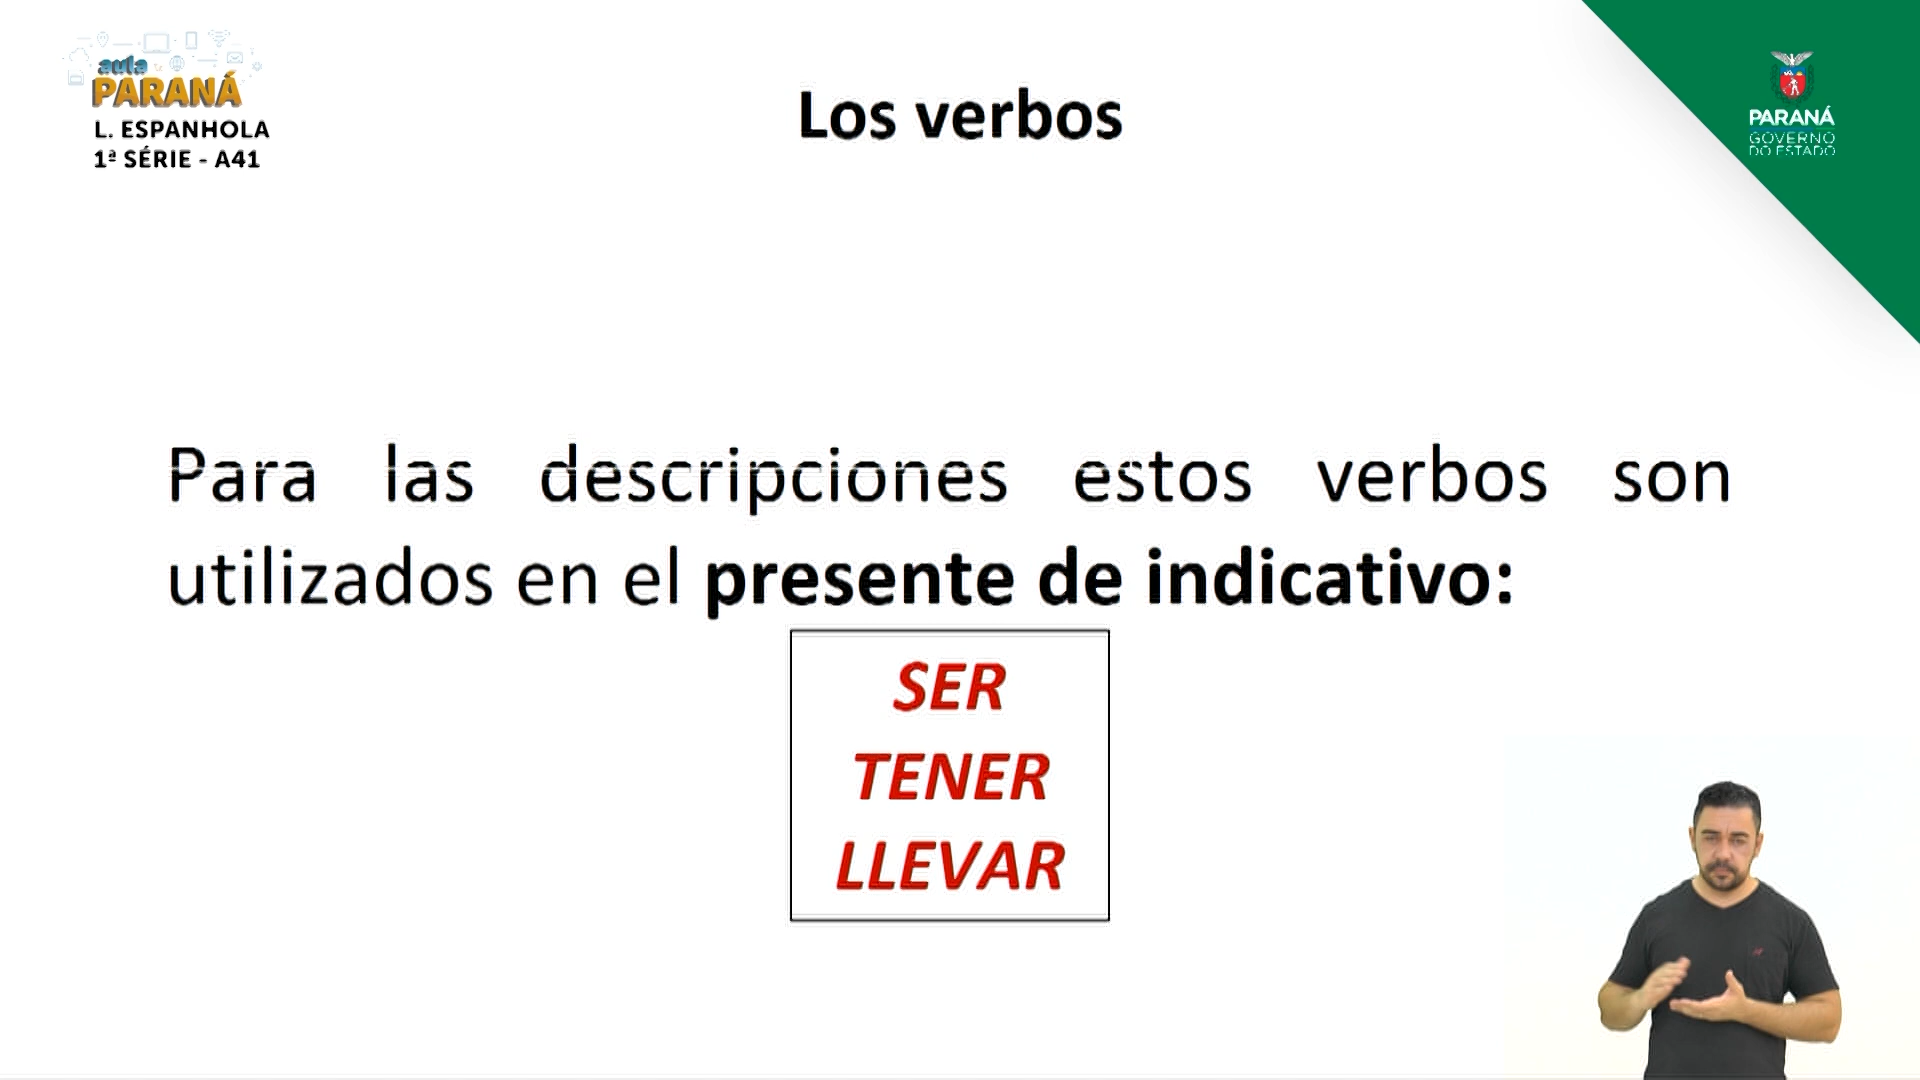 aula
PARANÁ
L. ESPANHOLA
1ª SÉRIE - A41
Los verbos
PARANÁ
GOVERNO
DO ESTADO
Para las descripciones estos verbos son
utilizados en el presente de indicativo:
SER
TENER
LLEVAR